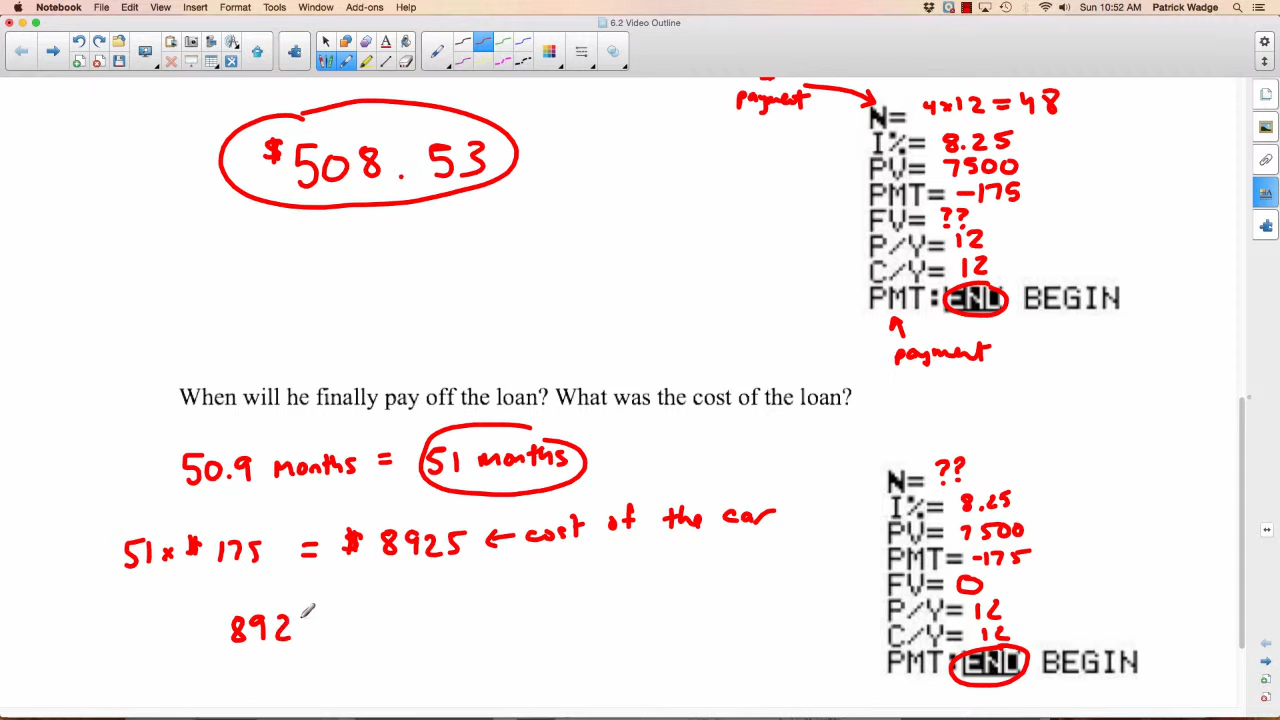 Notebook File Edit View Insert Format Tools Window Add-ons Help Sun 10:52 AM Patrick Wadge
6.2 Video Outline
payment
$508.53
N= 4x12 = 48
I%= 8.25
PV= 7500
PMT= -175
FV= ??
P/Y= 12
C/Y= 12
PMT:END BEGIN
payment
When will he finally pay off the loan? What was the cost of the loan?
50.9 months = 51 months
51 x $175 = $8925 ← cost of the car
892
N= ??
I%= 8.25
PV= 7500
PMT= -175
FV= 0
P/Y= 12
C/Y= 12
PMT:END BEGIN